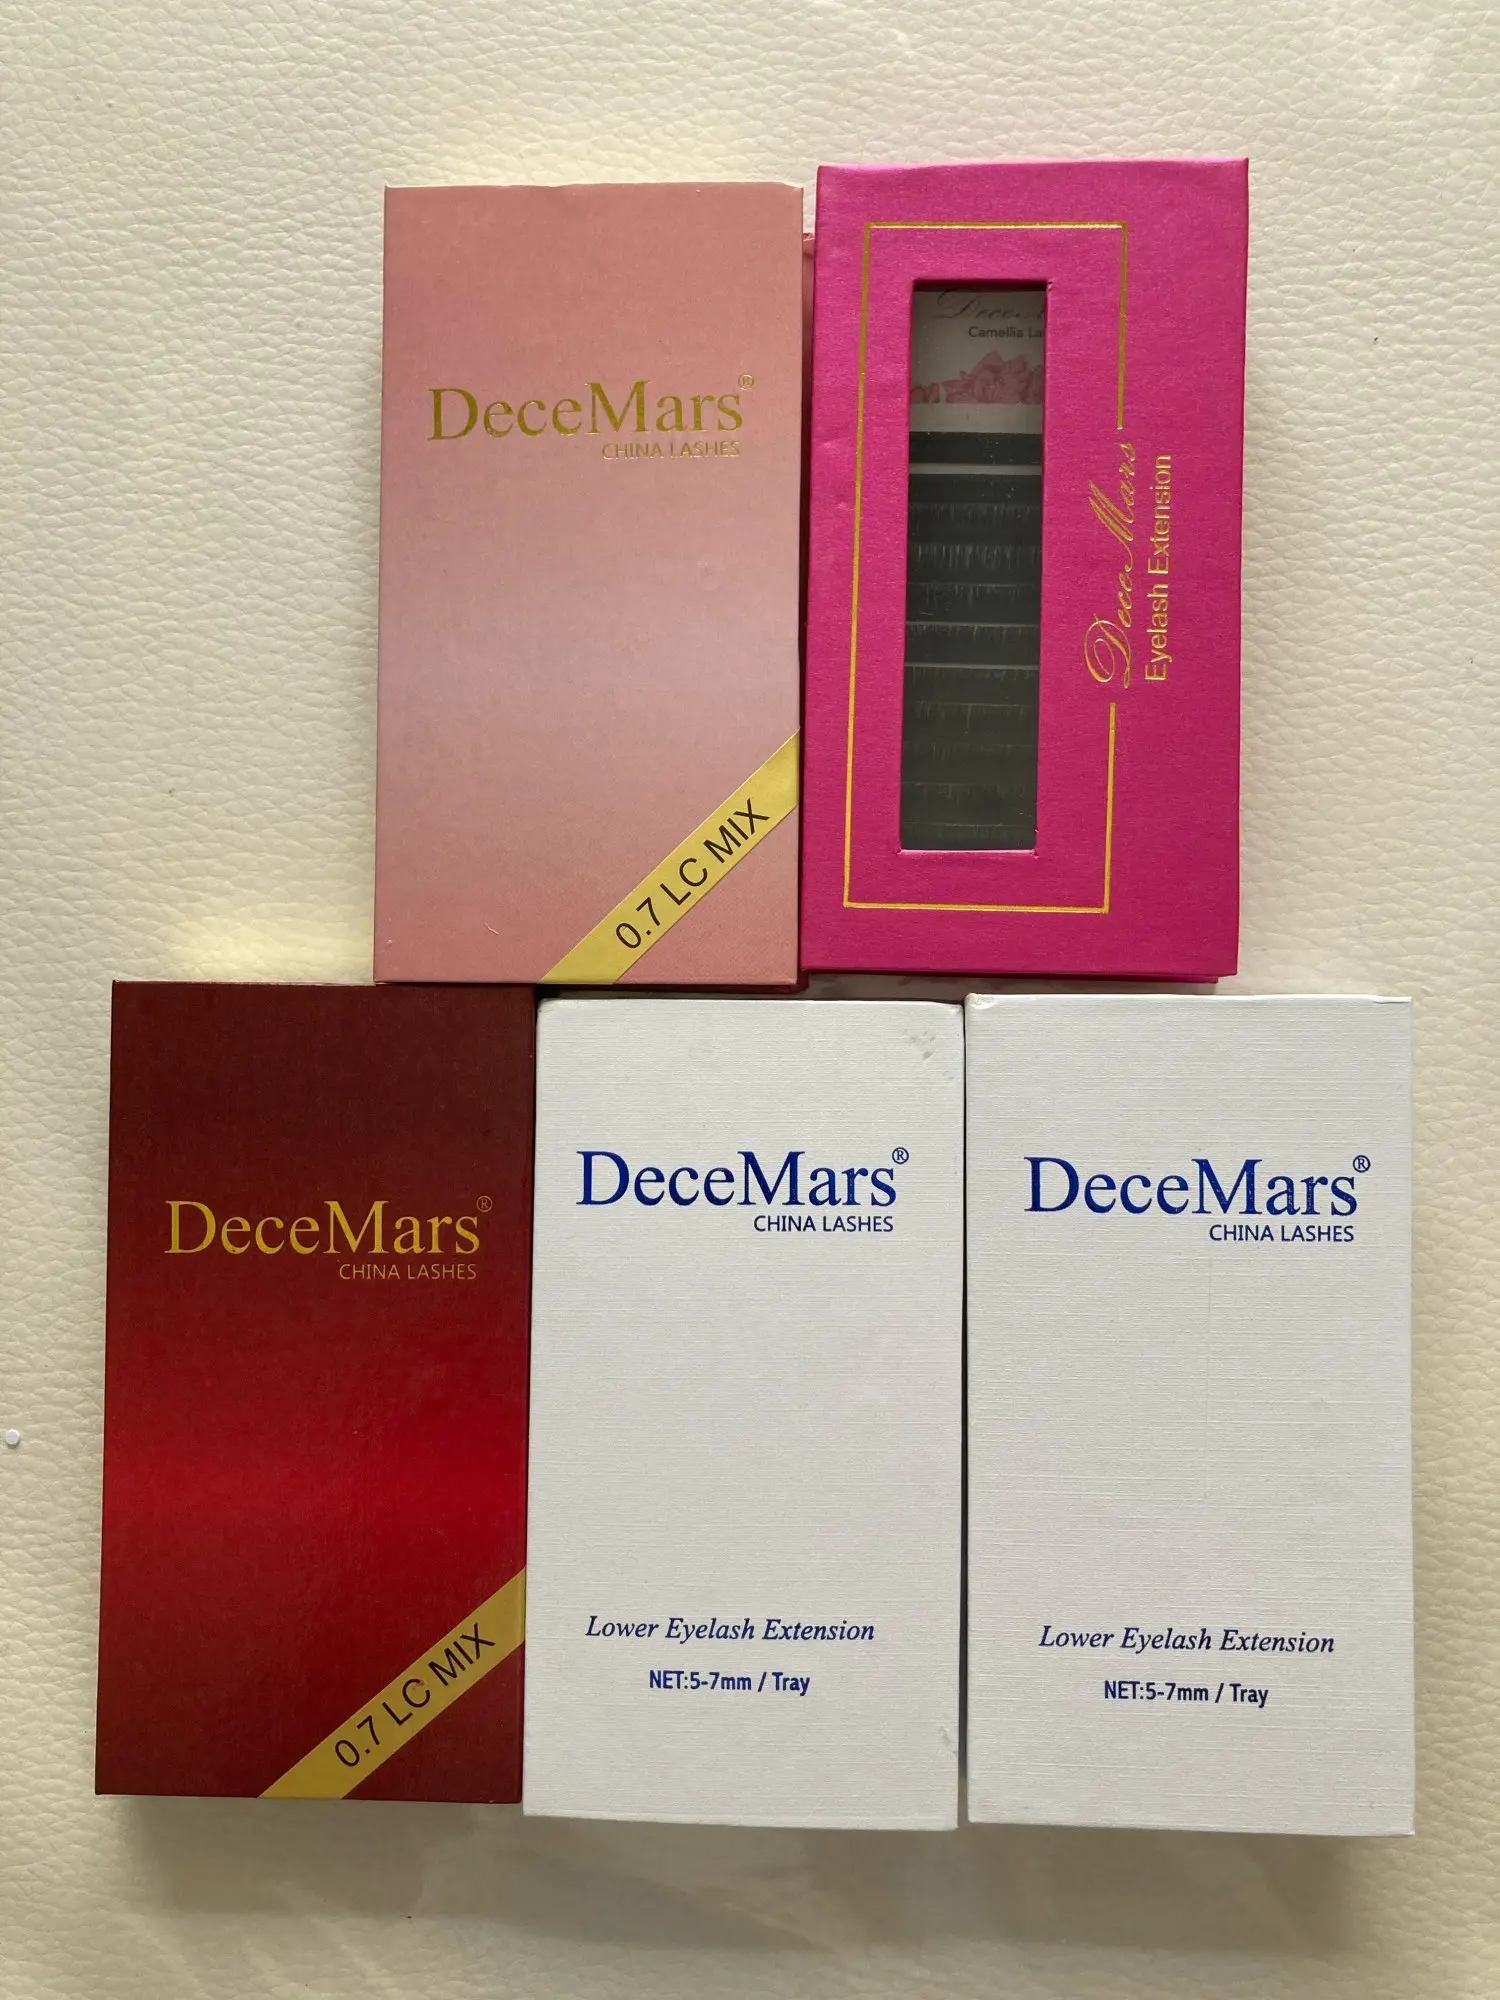 DeceMars®
CHINA LASHES
0.7 LC MIX
Camellia
DeceMars
Eyelash Extension
DeceMars®
CHINA LASHES
0.7 LC MIX
DeceMars®
CHINA LASHES
Lower Eyelash Extension
NET:5-7mm / Tray
DeceMars®
CHINA LASHES
Lower Eyelash Extension
NET:5-7mm / Tray